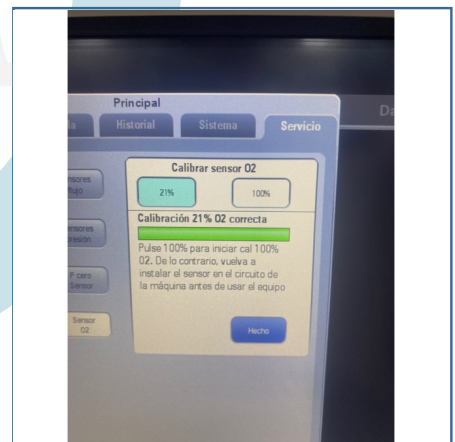 Principal
Historial
Sistema
Servicio
Calibrar sensor O2
21%
100%
Calibración 21% O2 correcta
Pulse 100% para iniciar cal 100%
O2. De lo contrario, vuelva a
instalar el sensor en el circuito de
la máquina antes de usar el equipo
P cero
Sensor
Sensor
O2
Hecho